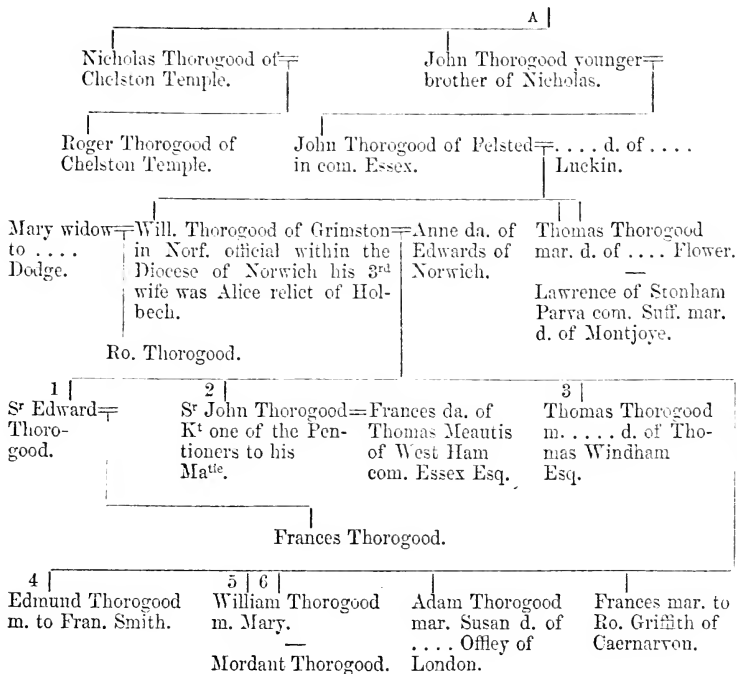 A
Nicholas Thorogood of
Chelston Temple.
John Thorogood younger
brother of Nicholas.
Roger Thorogood of
Chelston Temple.
John Thorogood of Felsted
in com. Essex.
. . . . d. of . . . .
Luckin.
Mary widow
to . . . .
Dodge.
Will. Thorogood of Grimston
in Norf. official within the
Diocese of Norwich his 3rd
wife was Alice relict of Hol-
bech.
Anne da. of
Edwards of
Norwich.
Thomas Thorogood
mar. d. of . . . . Flower.
—
Lawrence of Stonham
Parva com. Suff. mar.
d. of Montjoye.
Ro. Thorogood.
1
Sr Edward
Thoro-
good.
2
Sr John Thorogood
Kt one of the Pen-
tioners to his
Matie.
Frances da. of
Thomas Meautis
of West Ham
com. Essex Esq.
3
Thomas Thorogood
m. . . . . d. of Tho-
mas Windham
Esq.
Frances Thorogood.
4
Edmund Thorogood
m. to Fran. Smith.
5 6
William Thorogood
m. Mary.
—
Mordant Thorogood.
Adam Thorogood
mar. Susan d. of
. . . . Offley of
London.
Frances mar. to
Ro. Griffith of
Caernarvon.